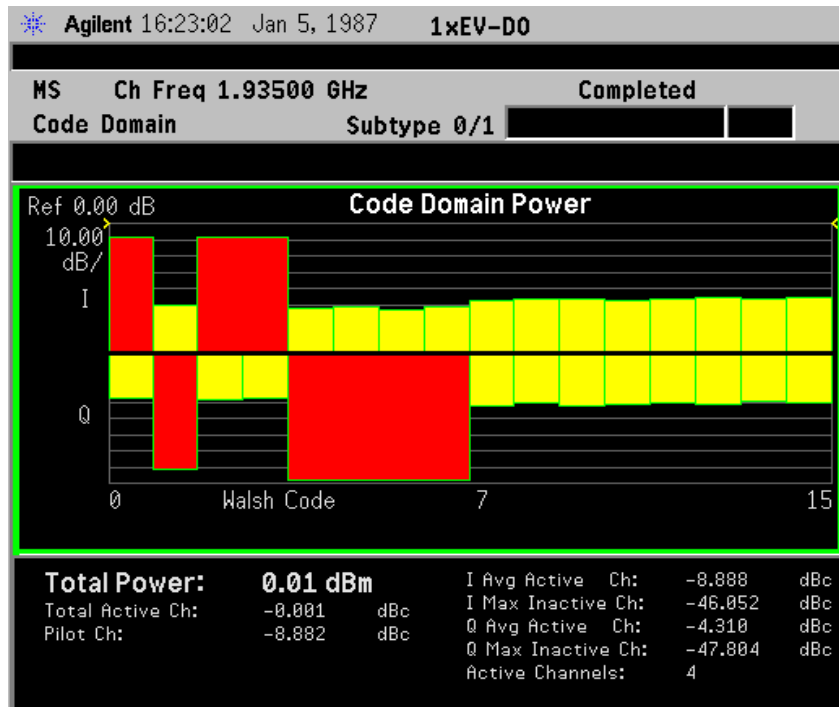 Agilent 16:23:02 Jan 5, 1987 1xEV-DO
MS Ch Freq 1.93500 GHz Completed
Code Domain Subtype 0/1
Ref 0.00 dB Code Domain Power
10.00
dB/
I
Q
0 Walsh Code 7 15
Total Power: 0.01 dBm
Total Active Ch: -0.001 dBc
Pilot Ch: -8.882 dBc
I Avg Active Ch: -8.888 dBc
I Max Inactive Ch: -46.052 dBc
Q Avg Active Ch: -4.310 dBc
Q Max Inactive Ch: -47.804 dBc
Active Channels: 4